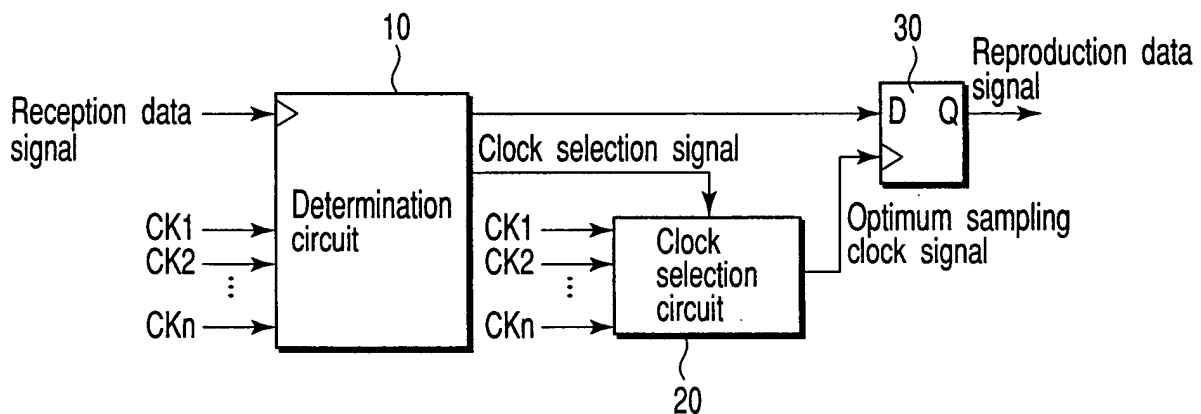 10
30
Reproduction data
signal
Reception data
signal
D Q
Clock selection signal
Determination
circuit
CK1
CK2
⋮
CKn
CK1
CK2
⋮
CKn
Clock
selection
circuit
Optimum sampling
clock signal
20